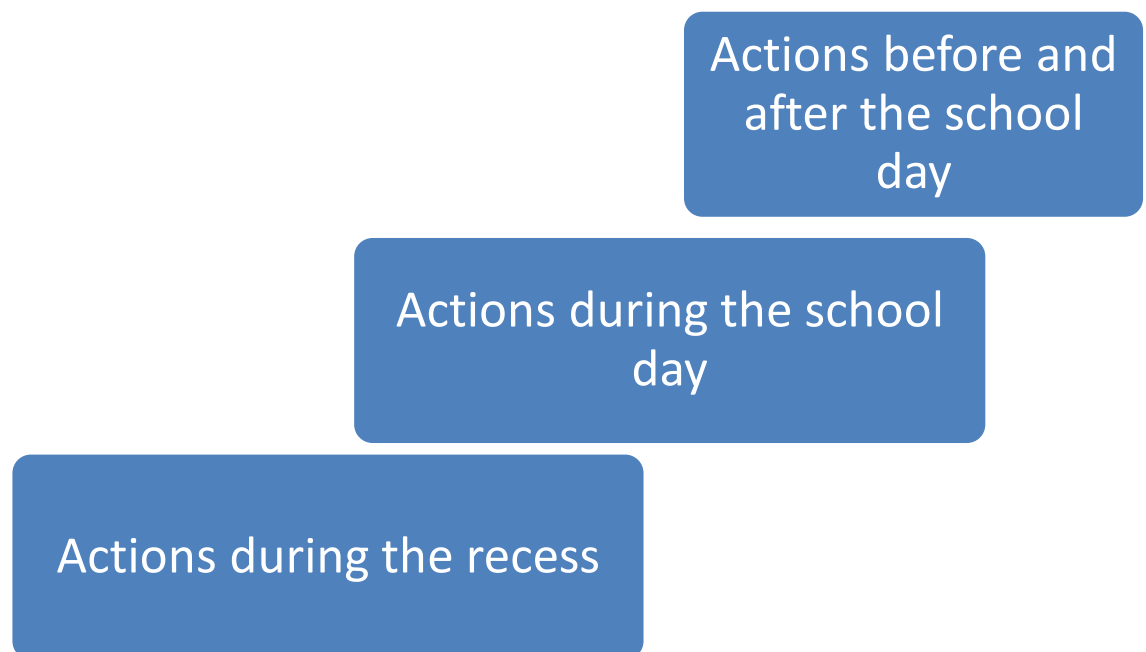 Actions before and
after the school
day
Actions during the school
day
Actions during the recess